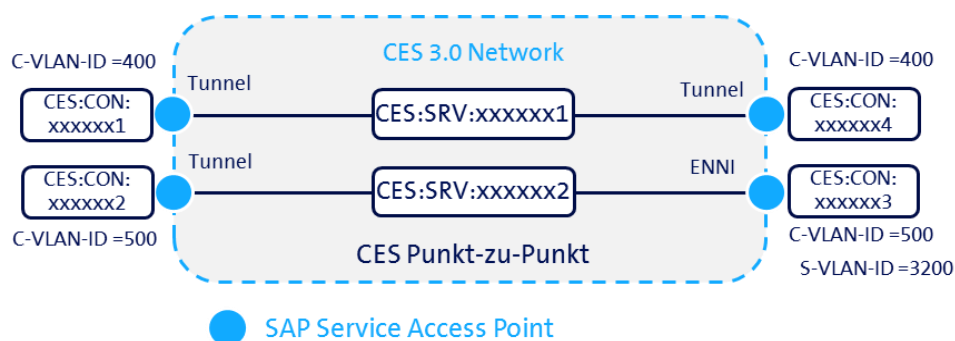 CES 3.0 Network
C-VLAN-ID =400
C-VLAN-ID =400
Tunnel
Tunnel
CES:CON:
xxxxxx1
CES:SRV:xxxxxx1
CES:CON:
xxxxxx4
Tunnel
ENNI
CES:CON:
xxxxxx2
CES:SRV:xxxxxx2
CES:CON:
xxxxxx3
C-VLAN-ID =500
CES Punkt-zu-Punkt
C-VLAN-ID =500
S-VLAN-ID =3200
SAP Service Access Point